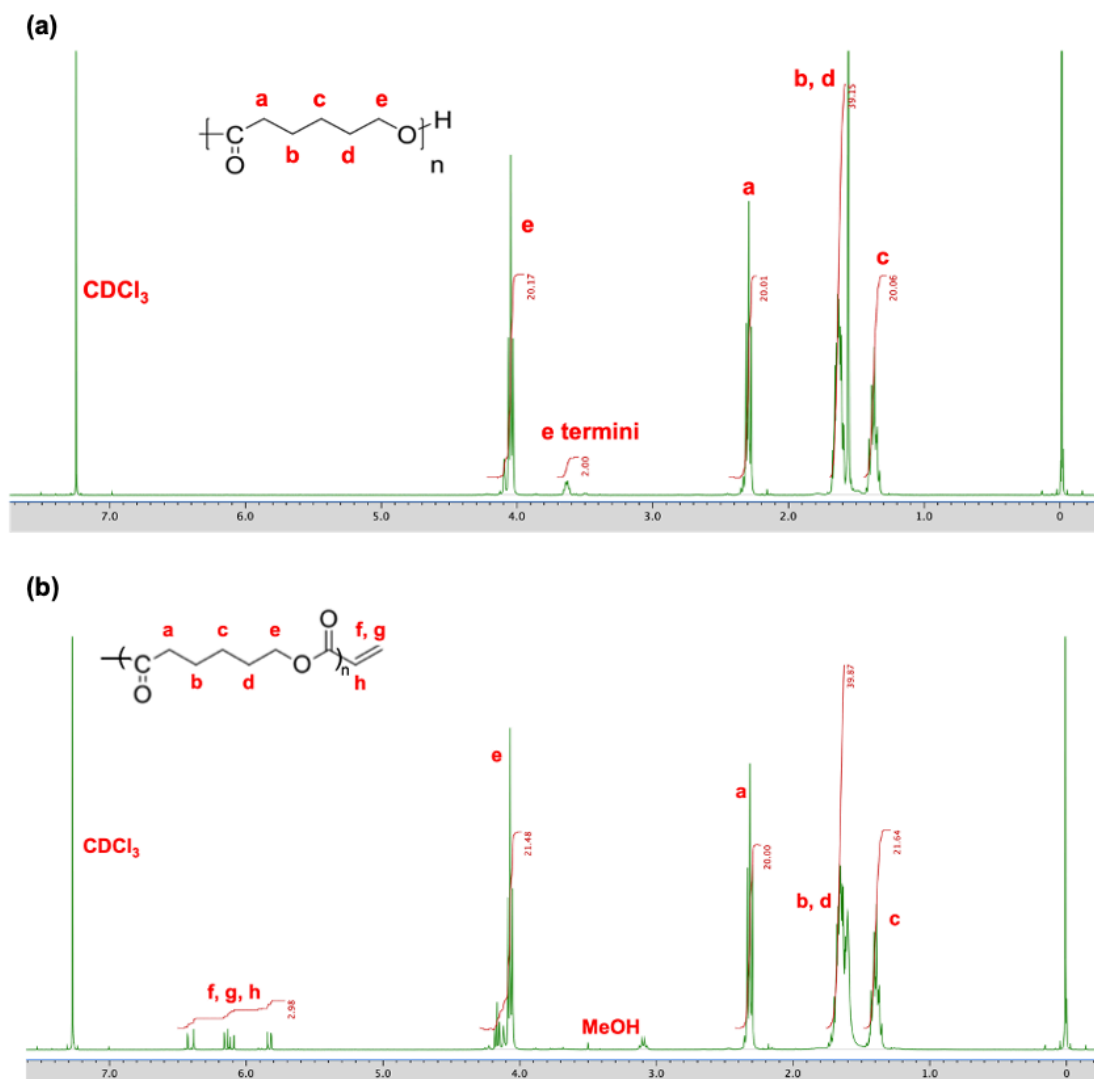 (a)
b, d
39.15
a c e
C O H
b d
O n
a
e
c
CDCl3
20.17
20.01
20.06
e termini
2.00
7.0 6.0 5.0 4.0 3.0 2.0 1.0 0
(b)
O
a c e f, g
39.87
C O n
b d h
O
e
a
CDCl3
21.48
20.00
21.64
b, d
c
f, g, h
2.98
MeOH
7.0 6.0 5.0 4.0 3.0 2.0 1.0 0